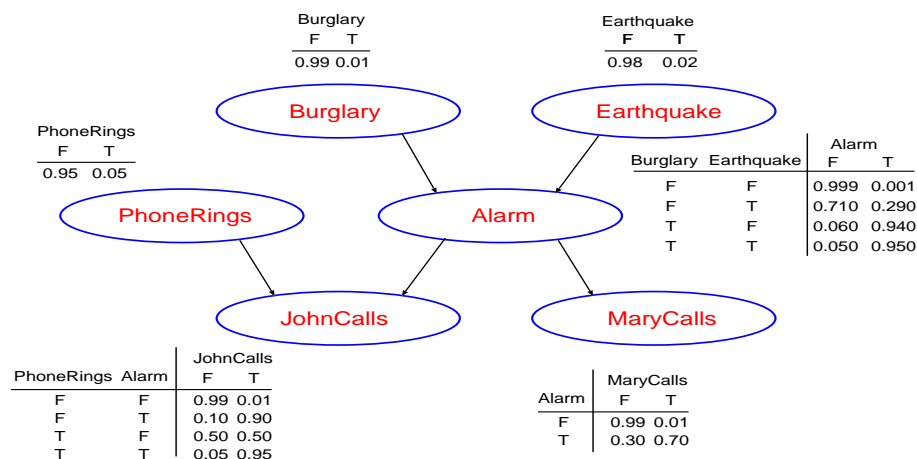 Burglary
F T
0.99 0.01
Earthquake
F T
0.98 0.02
Burglary
Earthquake
PhoneRings
F T
0.95 0.05
Alarm
Burglary Earthquake F T
F F 0.999 0.001
F T 0.710 0.290
T F 0.060 0.940
T T 0.050 0.950
PhoneRings
Alarm
JohnCalls
MaryCalls
JohnCalls
PhoneRings Alarm F T
F F 0.99 0.01
F T 0.10 0.90
T F 0.50 0.50
T T 0.05 0.95
MaryCalls
Alarm F T
F 0.99 0.01
T 0.30 0.70